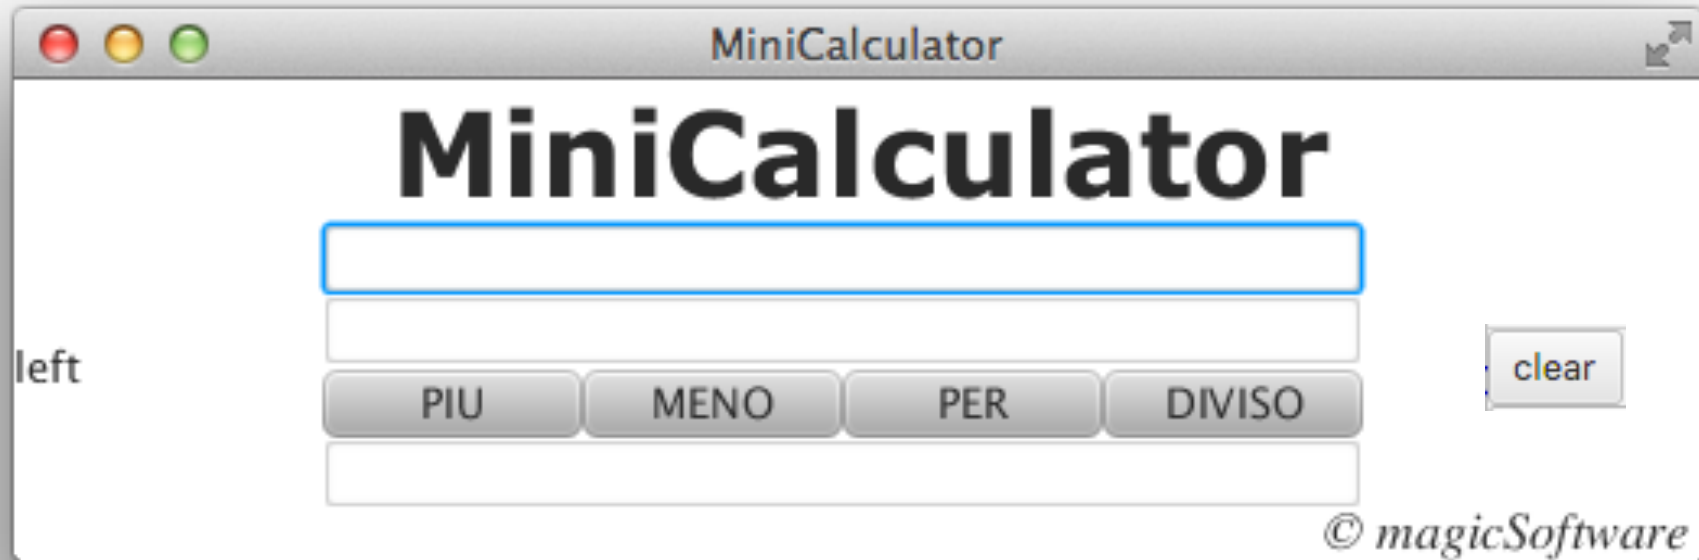 MiniCalculator
MiniCalculator
left
PIU MENO PER DIVISO
clear
© magicSoftware